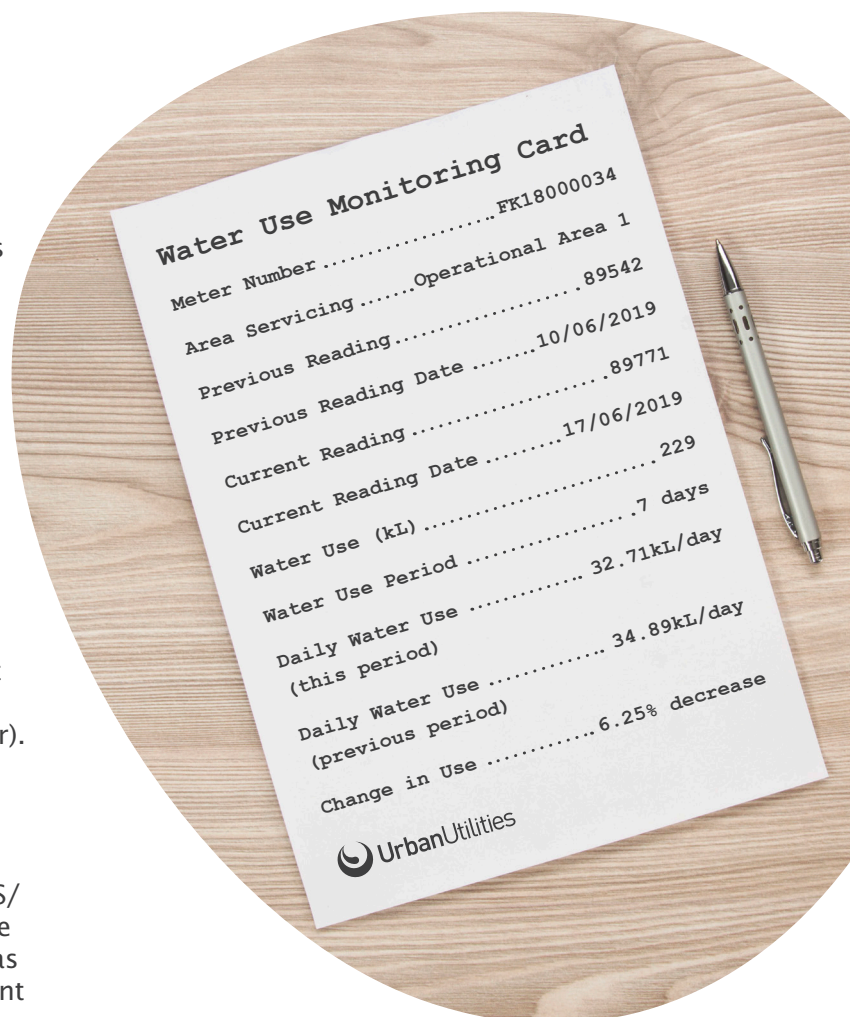 Water Use Monitoring Card
Meter Number ................... FK18000034
Area Servicing ....... Operational Area 1
Previous Reading ..................... 89542
Previous Reading Date ........ 10/06/2019
Current Reading ...................... 89771
Current Reading Date ......... 17/06/2019
Water Use (kL) ......................... 229
Water Use Period .................. 7 days
Daily Water Use ............ 32.71kL/day
(this period)
Daily Water Use ............ 34.89kL/day
(previous period)
Change in Use ........... 6.25% decrease
UrbanUtilities